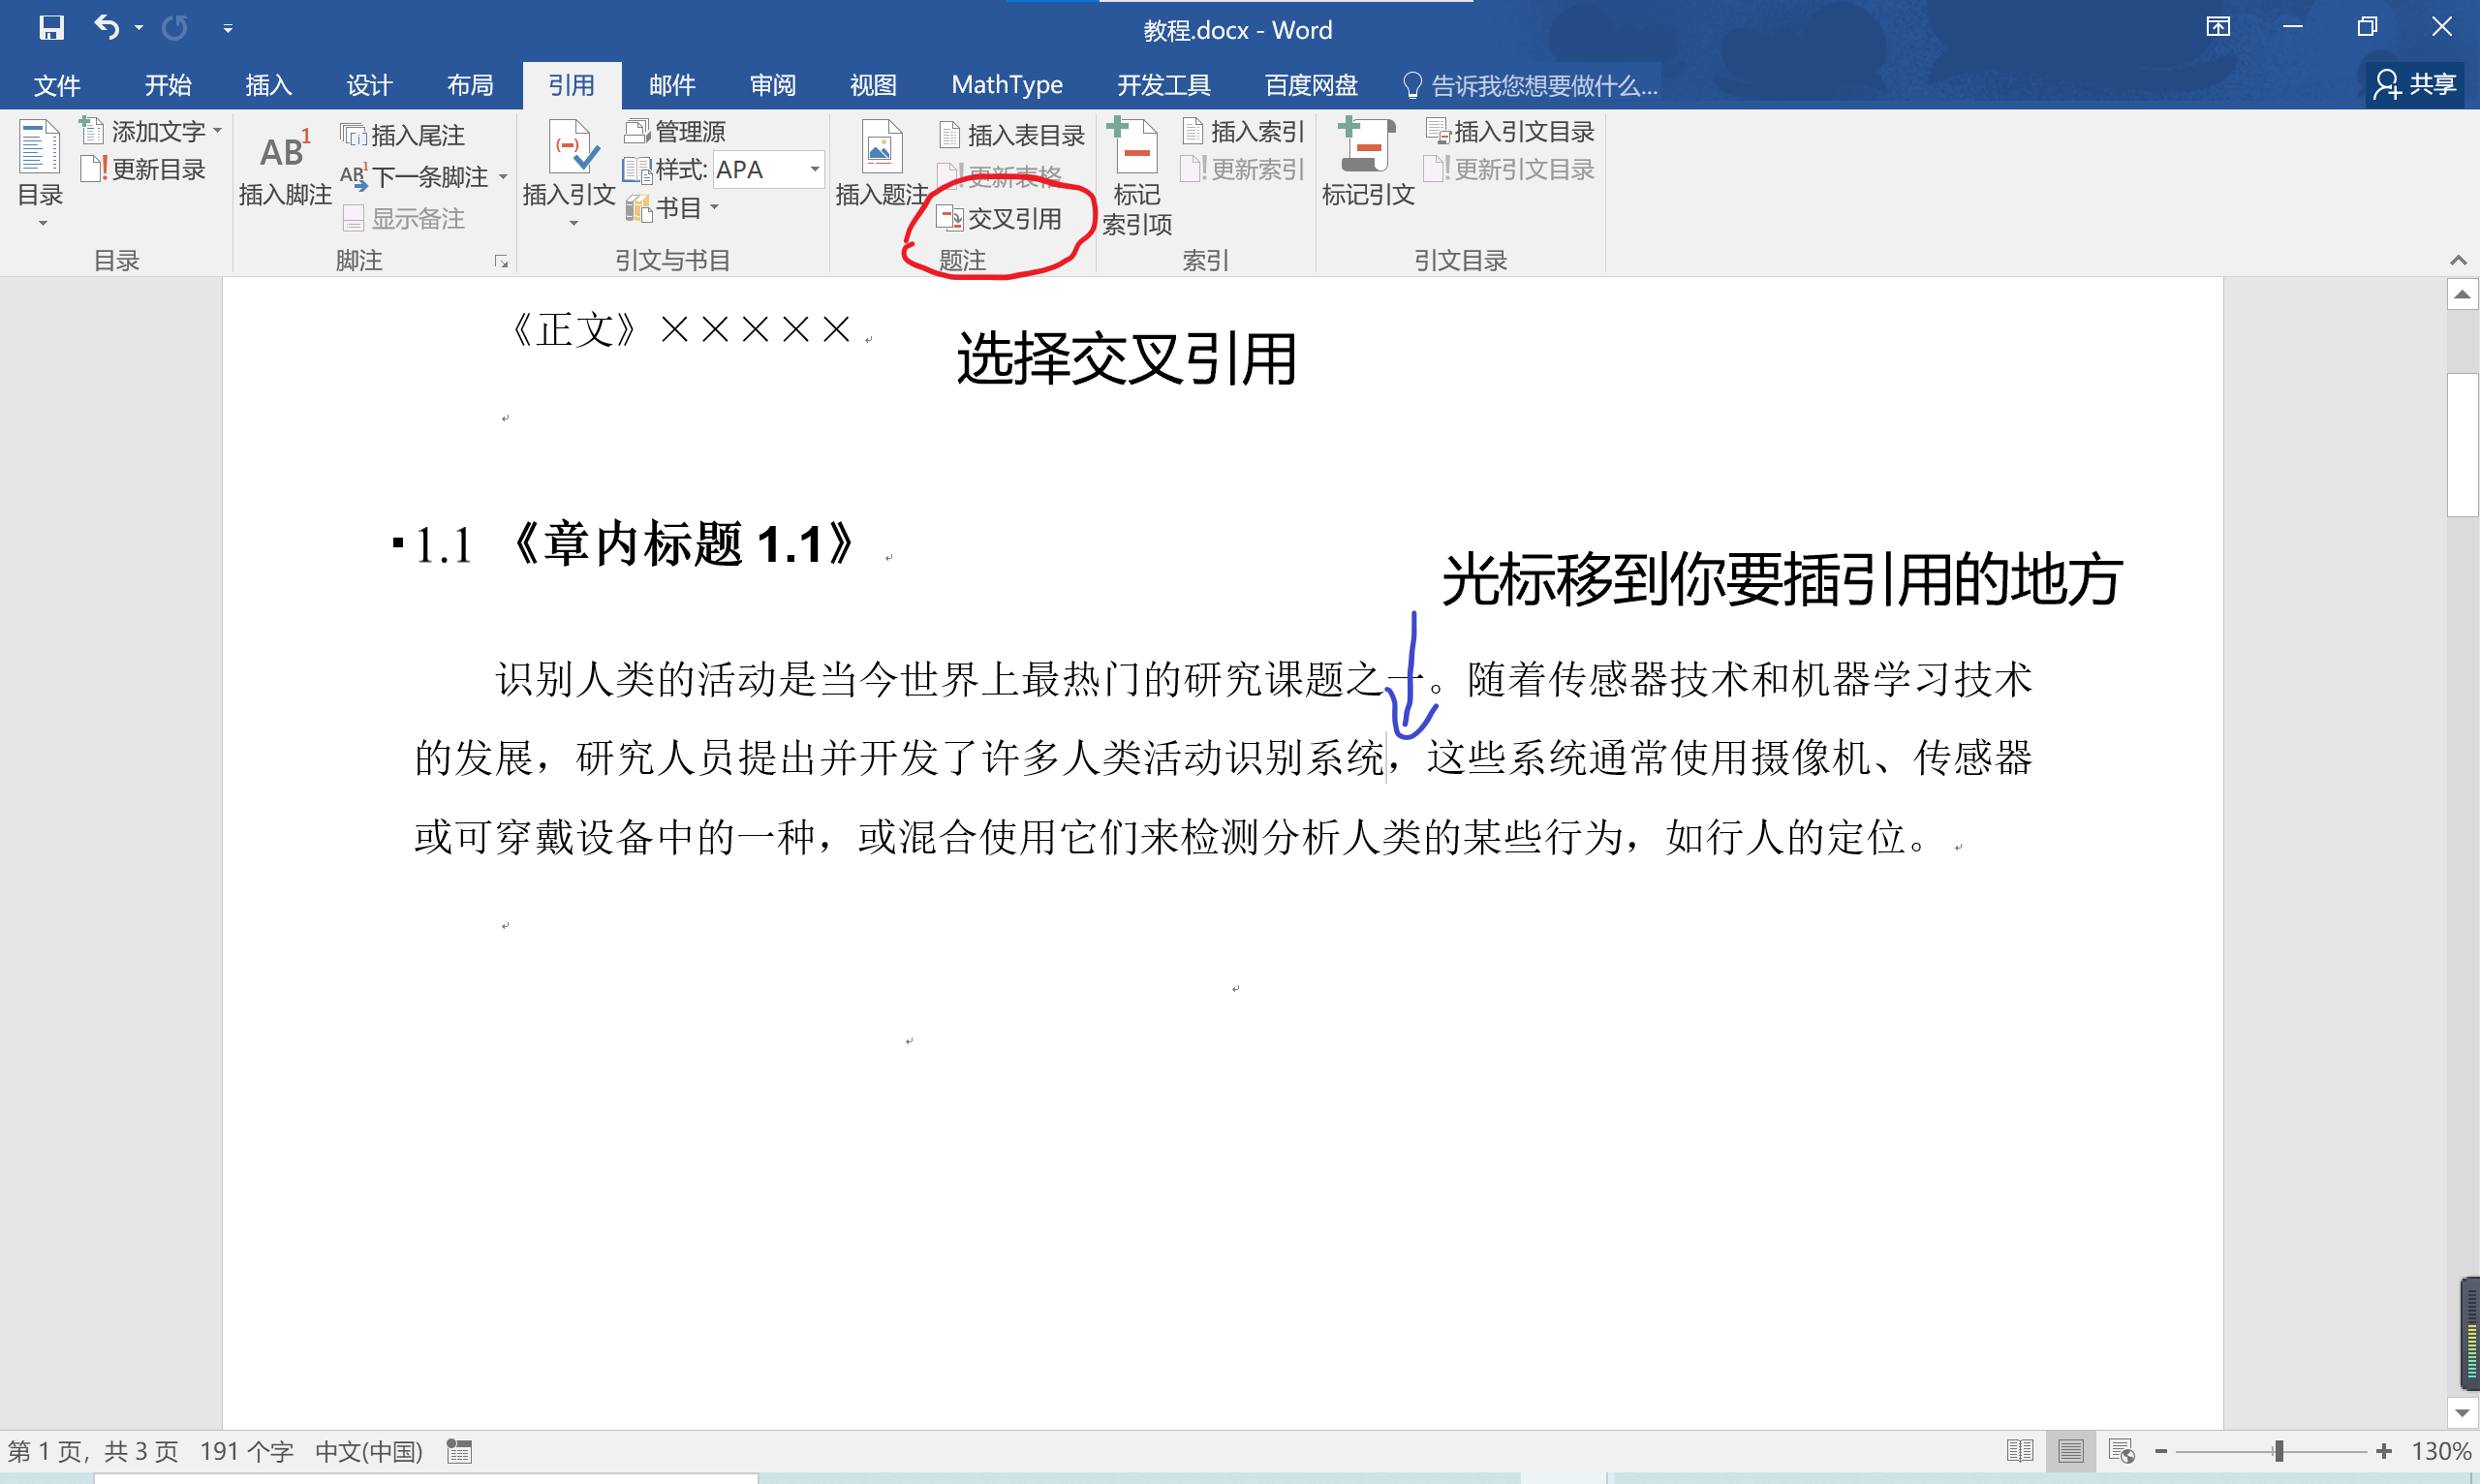 教程.docx - Word
文件 开始 插入 设计 布局 引用 邮件 审阅 视图 MathType 开发工具 百度网盘 告诉我您想要做什么... 共享
目录
添加文字
更新目录
目录
AB1
插入脚注
插入尾注
下一条脚注
显示备注
脚注
插入引文
管理源
样式: APA
书目
引文与书目
插入题注
插入表目录
更新表格
交叉引用
题注
标记
索引项
插入索引
更新索引
索引
标记引文
插入引文目录
更新引文目录
引文目录
《正文》×××××
选择交叉引用
1.1 《章内标题 1.1》
光标移到你要插引用的地方
识别人类的活动是当今世界上最热门的研究课题之一。随着传感器技术和机器学习技术
的发展，研究人员提出并开发了许多人类活动识别系统，这些系统通常使用摄像机、传感器
或可穿戴设备中的一种，或混合使用它们来检测分析人类的某些行为，如行人的定位。
第 1 页，共 3 页 191 个字 中文(中国) 130%